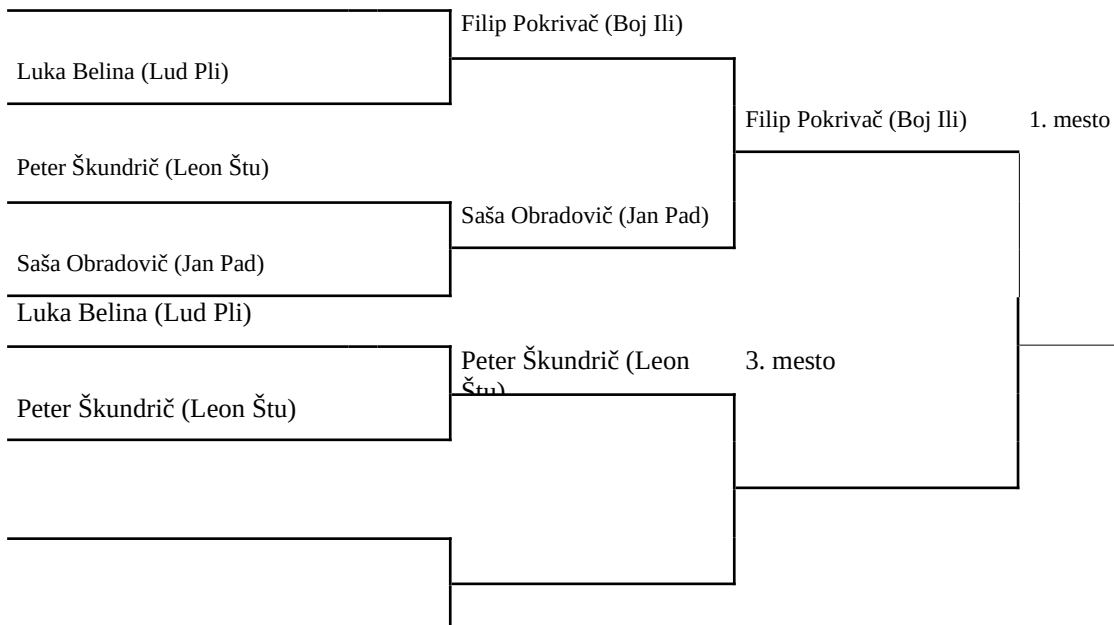 Filip Pokrivač (Boj Ili)
Luka Belina (Lud Pli)
Filip Pokrivač (Boj Ili) 1. mesto
Peter Škundrič (Leon Štu)
Saša Obradovič (Jan Pad)
Saša Obradovič (Jan Pad)
Luka Belina (Lud Pli)
Peter Škundrič (Leon
Štu)
3. mesto
Peter Škundrič (Leon Štu)